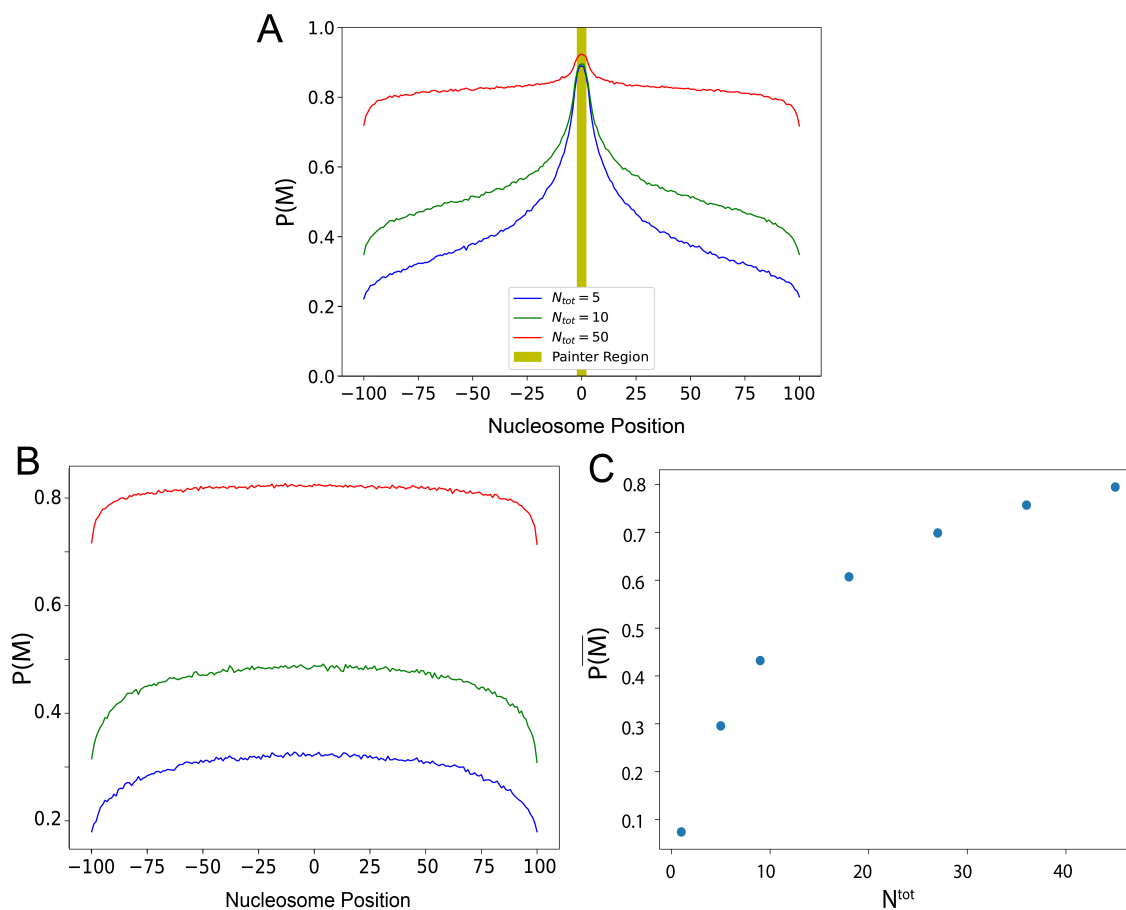 A
1.0
0.8
0.6
0.4
0.2
0.0
P(M)
N_tot = 5
N_tot = 10
N_tot = 50
Painter Region
−100 −75 −50 −25 0 25 50 75 100
Nucleosome Position
B
0.8
0.6
0.4
0.2
P(M)
−100 −75 −50 −25 0 25 50 75 100
Nucleosome Position
C
0.8
0.7
0.6
0.5
0.4
0.3
0.2
0.1
P(M)
0 10 20 30 40
N^tot